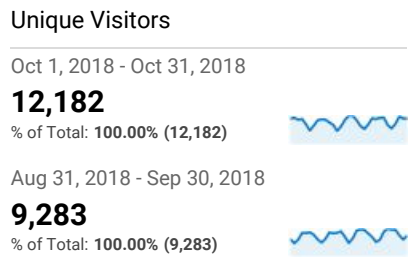 Unique Visitors
Oct 1, 2018 - Oct 31, 2018
12,182
% of Total: 100.00% (12,182)
Aug 31, 2018 - Sep 30, 2018
9,283
% of Total: 100.00% (9,283)